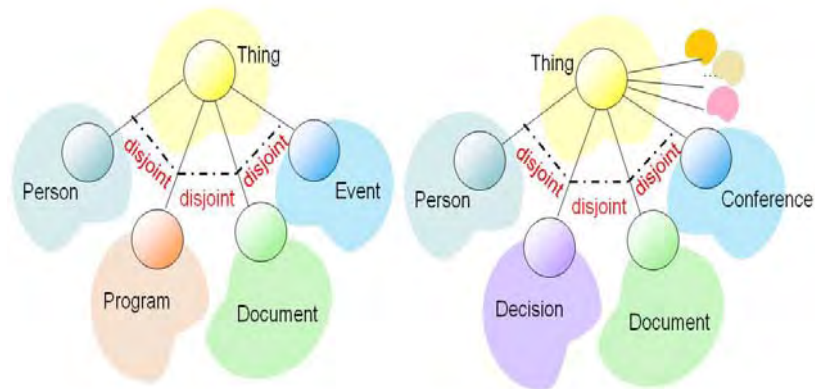 Thing
disjoint
disjoint
disjoint
Person
Event
Program
Document
Thing
disjoint
disjoint
disjoint
Person
Conference
Decision
Document